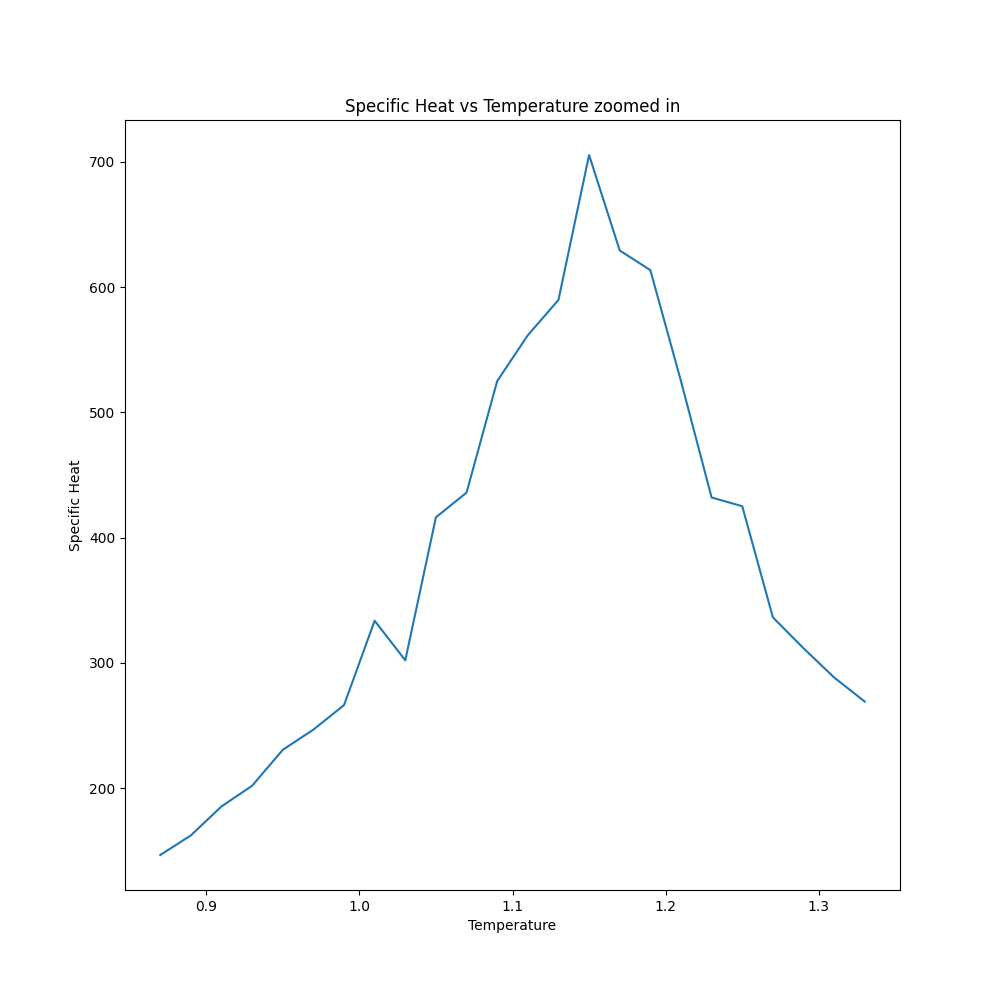 Specific Heat vs Temperature zoomed in
700
600
500
400
300
200
Specific Heat
0.9 1.0 1.1 1.2 1.3
Temperature